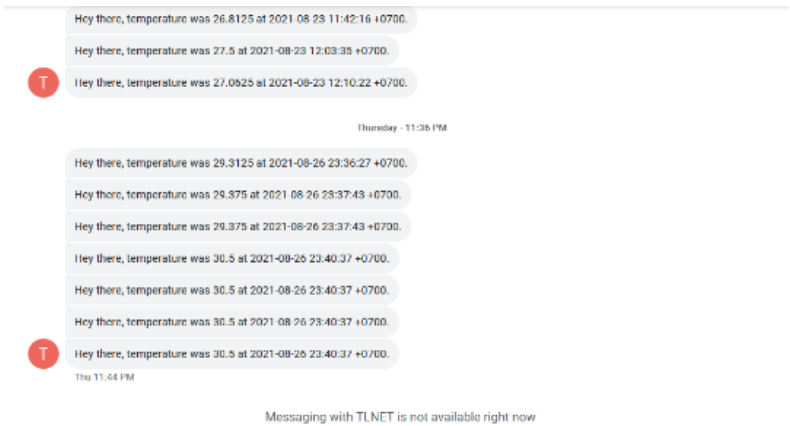 Hey there, temperature was 26.8125 at 2021-08-23 11:42:16 +0700.
Hey there, temperature was 27.5 at 2021-08-23 12:03:35 +0700.
T
Hey there, temperature was 27.0625 at 2021-08-23 12:10:22 +0700.
Thursday · 11:36 PM
Hey there, temperature was 29.3125 at 2021-08-26 23:36:27 +0700.
Hey there, temperature was 29.375 at 2021-08-26 23:37:43 +0700.
Hey there, temperature was 29.375 at 2021-08-26 23:37:43 +0700.
Hey there, temperature was 30.5 at 2021-08-26 23:40:37 +0700.
Hey there, temperature was 30.5 at 2021-08-26 23:40:37 +0700.
Hey there, temperature was 30.5 at 2021-08-26 23:40:37 +0700.
T
Hey there, temperature was 30.5 at 2021-08-26 23:40:37 +0700.
Thu 11:44 PM
Messaging with TLNET is not available right now